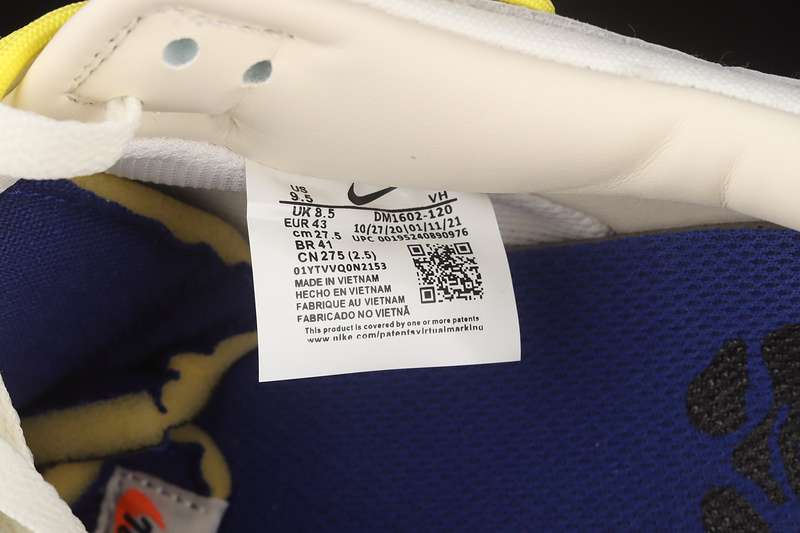 US VH
9.5
UK 8.5 DM1602-120
EUR 43 10/27/20/01/11/21
cm 27.5 UPC 00195240890976
BR 41
CN 275 (2.5)
01YTVVQ0N2153
MADE IN VIETNAM
HECHO EN VIETNAM
FABRIQUE AU VIETNAM
FABRICADO NO VIETNÃ
This product is covered by one or more patents
www.nike.com/patentsvirtualmarking